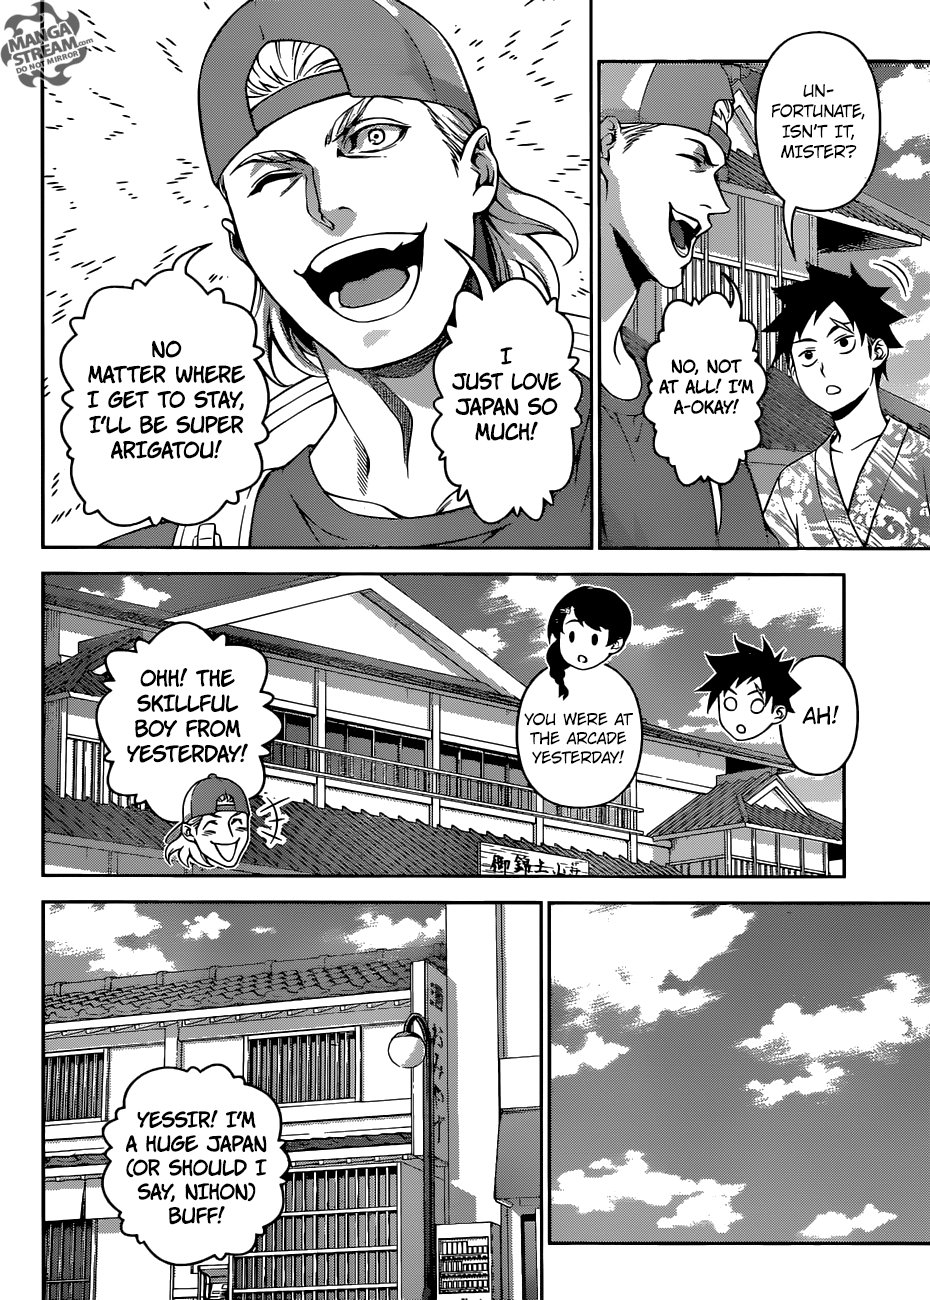 MANGA
STREAM.com
DO NOT MIRROR!
UN-
FORTUNATE,
ISN'T IT,
MISTER?
NO, NOT
AT ALL! I'M
A-OKAY!
I
JUST LOVE
JAPAN SO
MUCH!
NO
MATTER WHERE
I GET TO STAY,
I'LL BE SUPER
ARIGATOU!
AH!
YOU WERE AT
THE ARCADE
YESTERDAY!
OHH! THE
SKILLFUL
BOY FROM
YESTERDAY!
YESSIR! I'M
A HUGE JAPAN
(OR SHOULD I
SAY, NIHON)
BUFF!